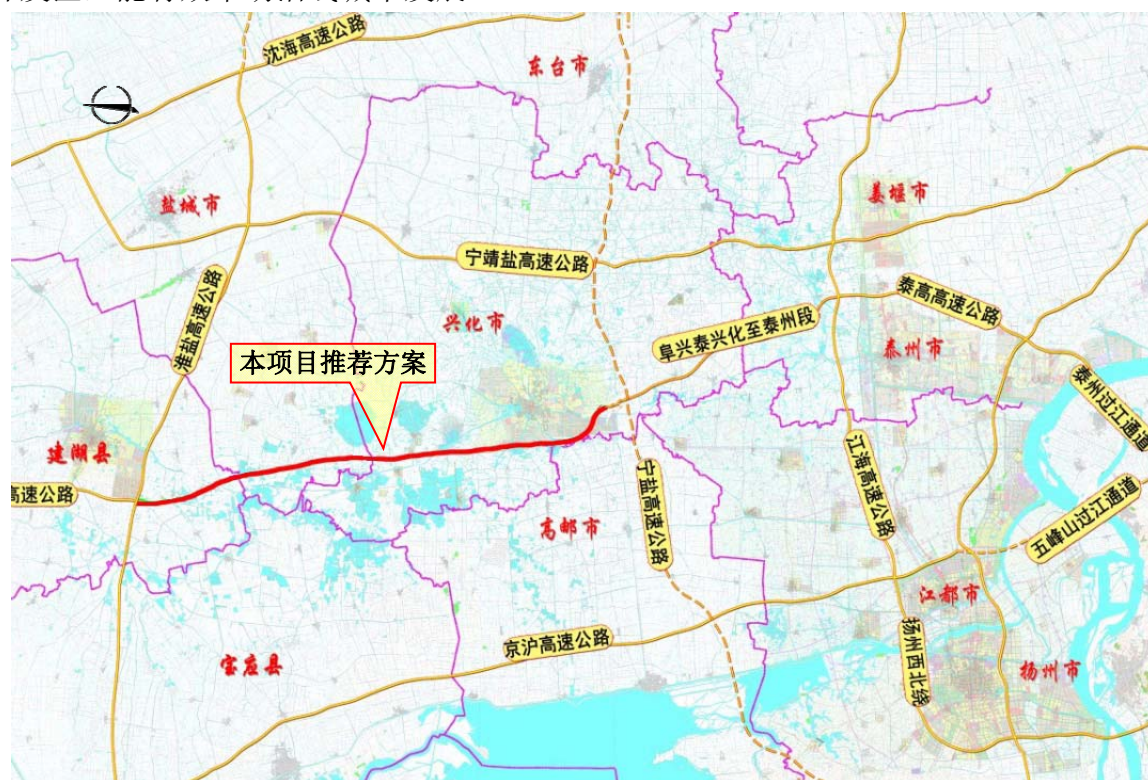 沈海高速公路
东台市
盐城市
姜堰市
宁靖盐高速公路
淮盐高速公路
泰高高速公路
兴化市
阜兴泰兴化至泰州段
泰州市
本项目推荐方案
泰州过江通道
建湖县
江海高速公路
高速公路
宁盐高速公路
五峰山过江通道
高邮市
江都市
京沪高速公路
扬州西北绕
宝应县
扬州市